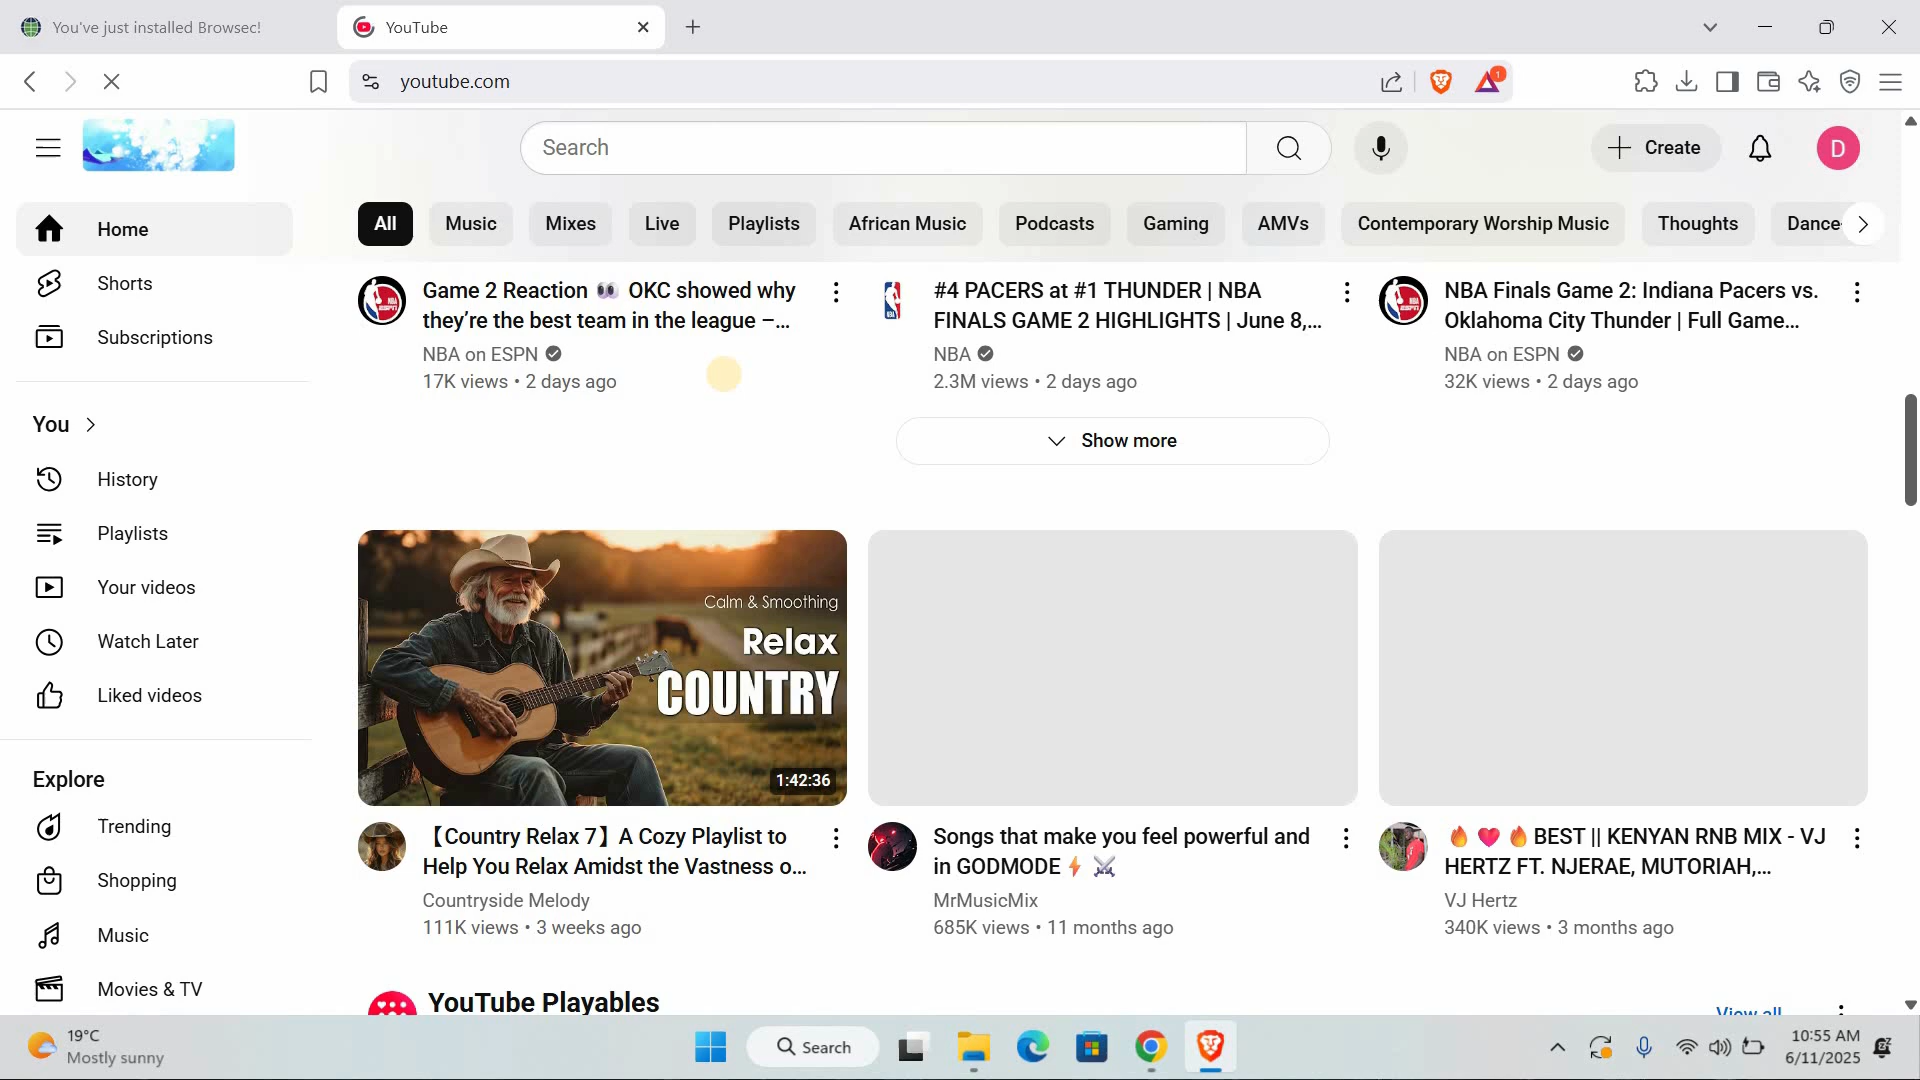 You've just installed Browsec!
YouTube
youtube.com
1
Search
Create
D
Home
All
Music
Mixes
Live
Playlists
African Music
Podcasts
Gaming
AMVs
Contemporary Worship Music
Thoughts
Dance
Shorts
Subscriptions
You
History
Playlists
Your videos
Watch Later
Liked videos
Explore
Trending
Shopping
Music
Movies & TV
Game 2 Reaction 👀 OKC showed why
they’re the best team in the league –...
NBA on ESPN
17K views • 2 days ago
#4 PACERS at #1 THUNDER | NBA
FINALS GAME 2 HIGHLIGHTS | June 8,...
NBA
2.3M views • 2 days ago
NBA Finals Game 2: Indiana Pacers vs.
Oklahoma City Thunder | Full Game...
NBA on ESPN
32K views • 2 days ago
Show more
Calm & Smoothing
Relax
COUNTRY
1:42:36
【Country Relax 7】A Cozy Playlist to
Help You Relax Amidst the Vastness o...
Countryside Melody
111K views • 3 weeks ago
Songs that make you feel powerful and
in GODMODE⚡⚔️
MrMusicMix
685K views • 11 months ago
🔥 ❤️ 🔥BEST || KENYAN RNB MIX - VJ
HERTZ FT. NJERAE, MUTORIAH,...
VJ Hertz
340K views • 3 months ago
YouTube Playables
View all
19°C
Mostly sunny
Search
10:55 AM
6/11/2025